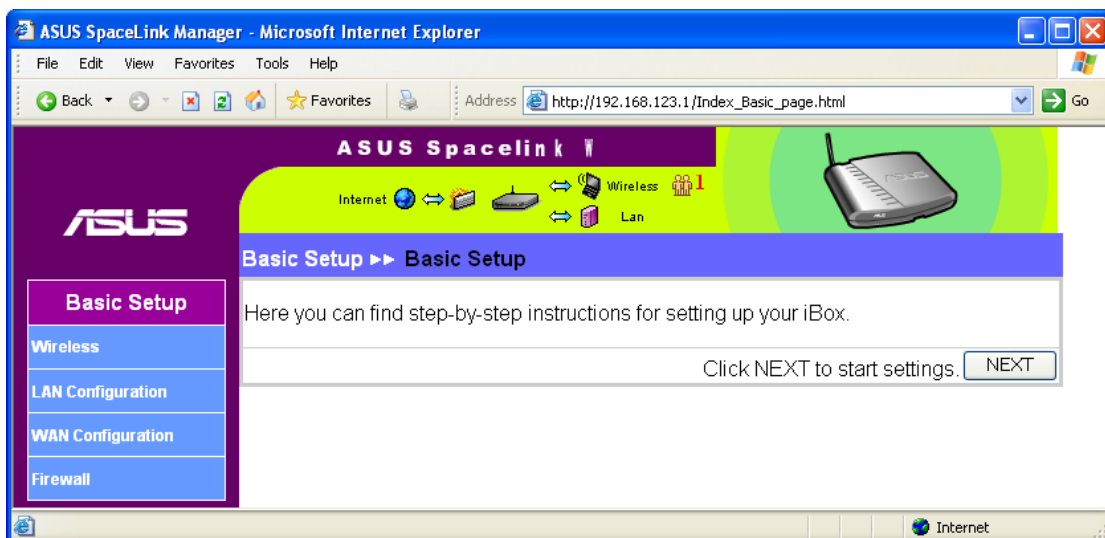 ASUS SpaceLink Manager - Microsoft Internet Explorer
File Edit View Favorites Tools Help
Back Favorites Address http://192.168.123.1/Index_Basic_page.html Go
ASUS Spacelink W
Internet Wireless 1
Lan
ASUS
Basic Setup Basic Setup
Basic Setup
Here you can find step-by-step instructions for setting up your iBox.
Wireless
Click NEXT to start settings. NEXT
LAN Configuration
WAN Configuration
Firewall
Internet